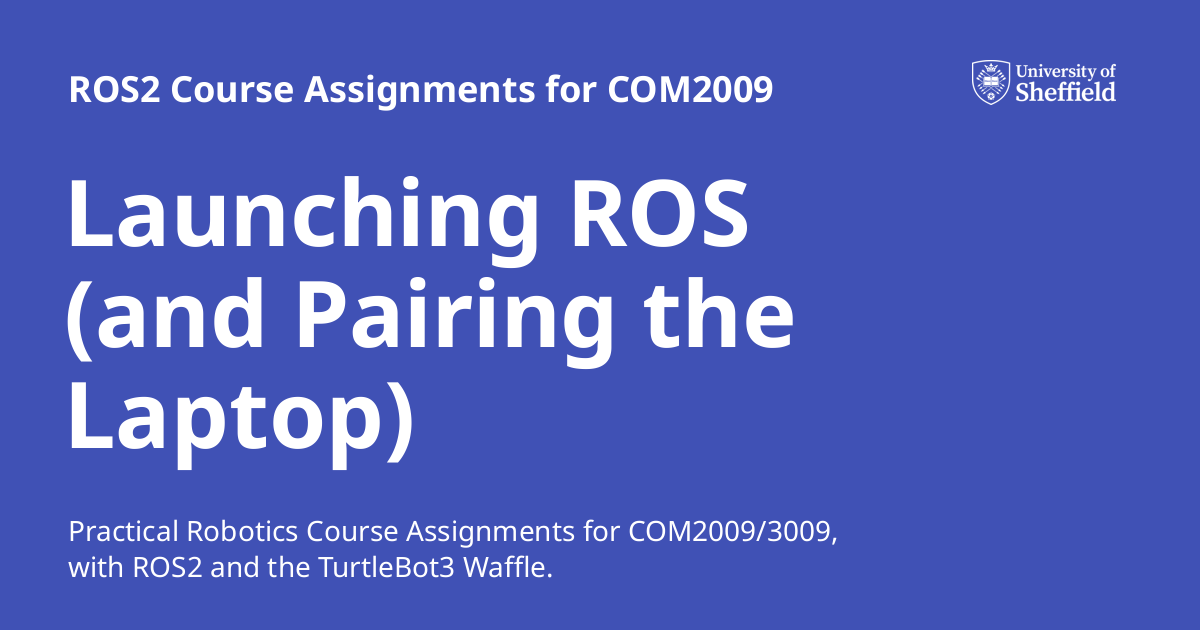 ROS2 Course Assignments for COM2009
University of
Sheffield
Launching ROS
(and Pairing the
Laptop)
Practical Robotics Course Assignments for COM2009/3009,
with ROS2 and the TurtleBot3 Waffle.